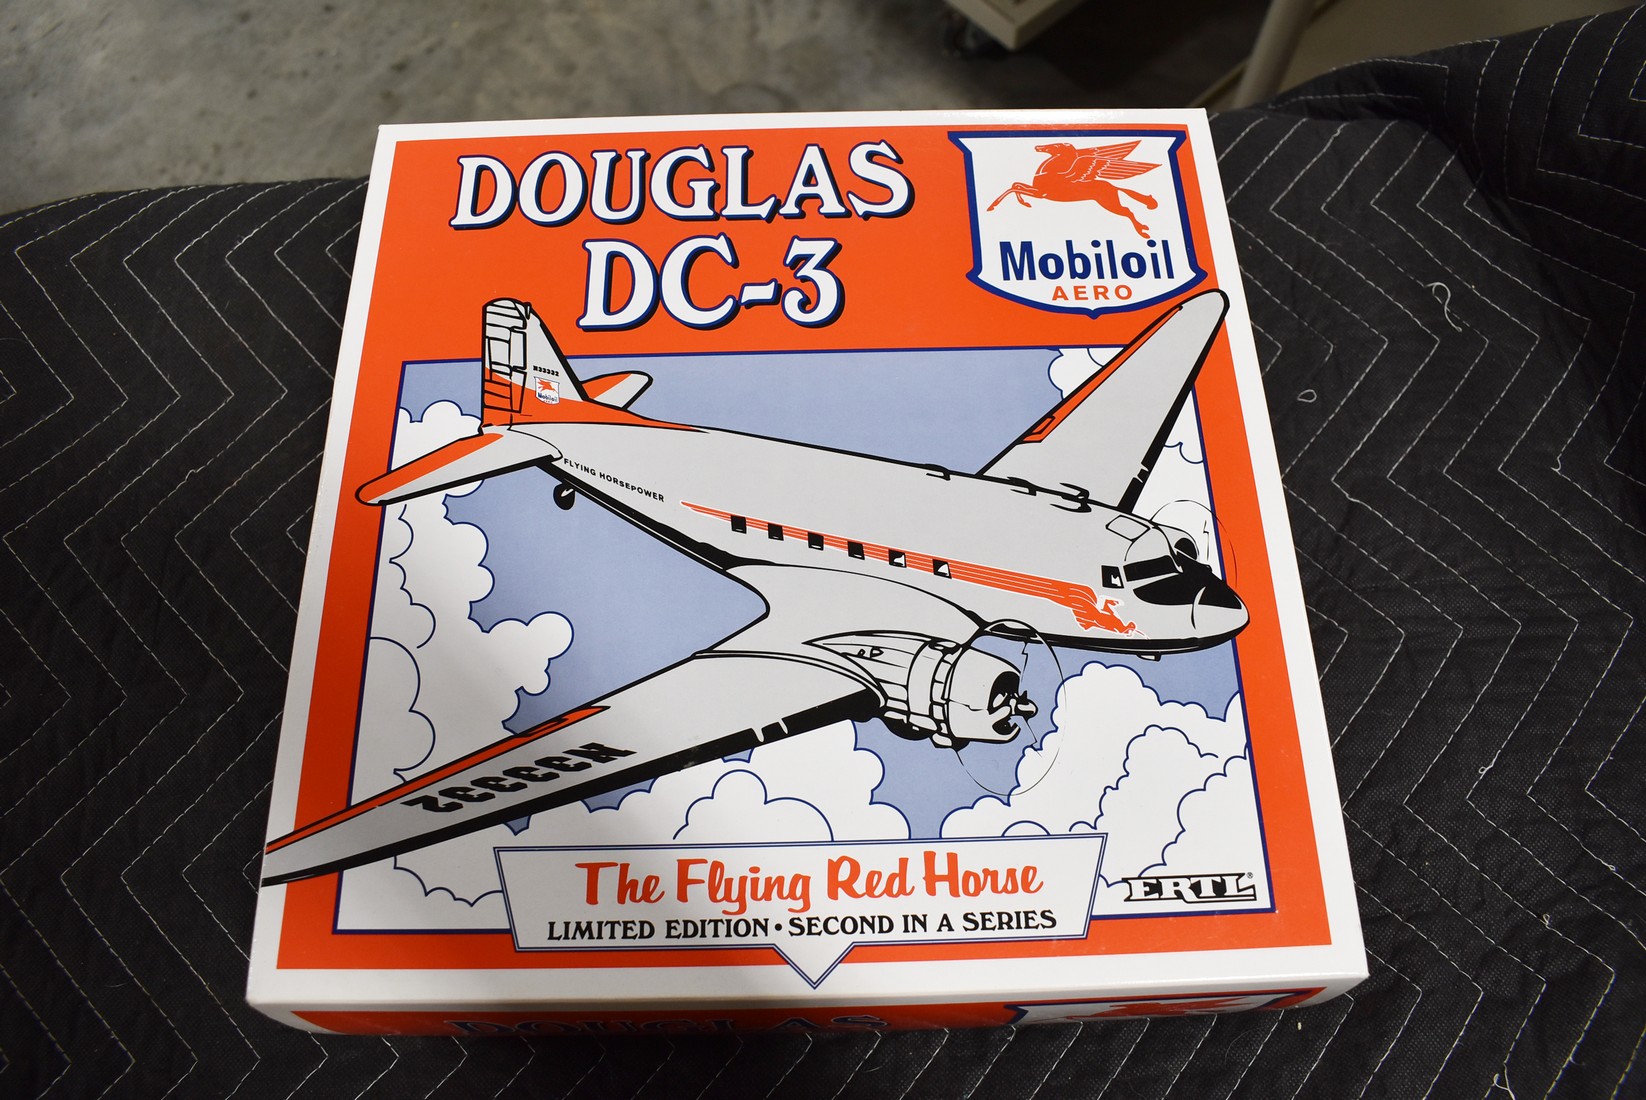 DOUGLAS
DC-3
Mobiloil
AERO
N33332
Mobiloil
FLYING HORSEPOWER
N33332
The Flying Red Horse
LIMITED EDITION • SECOND IN A SERIES
ERTL®
DOUGLAS